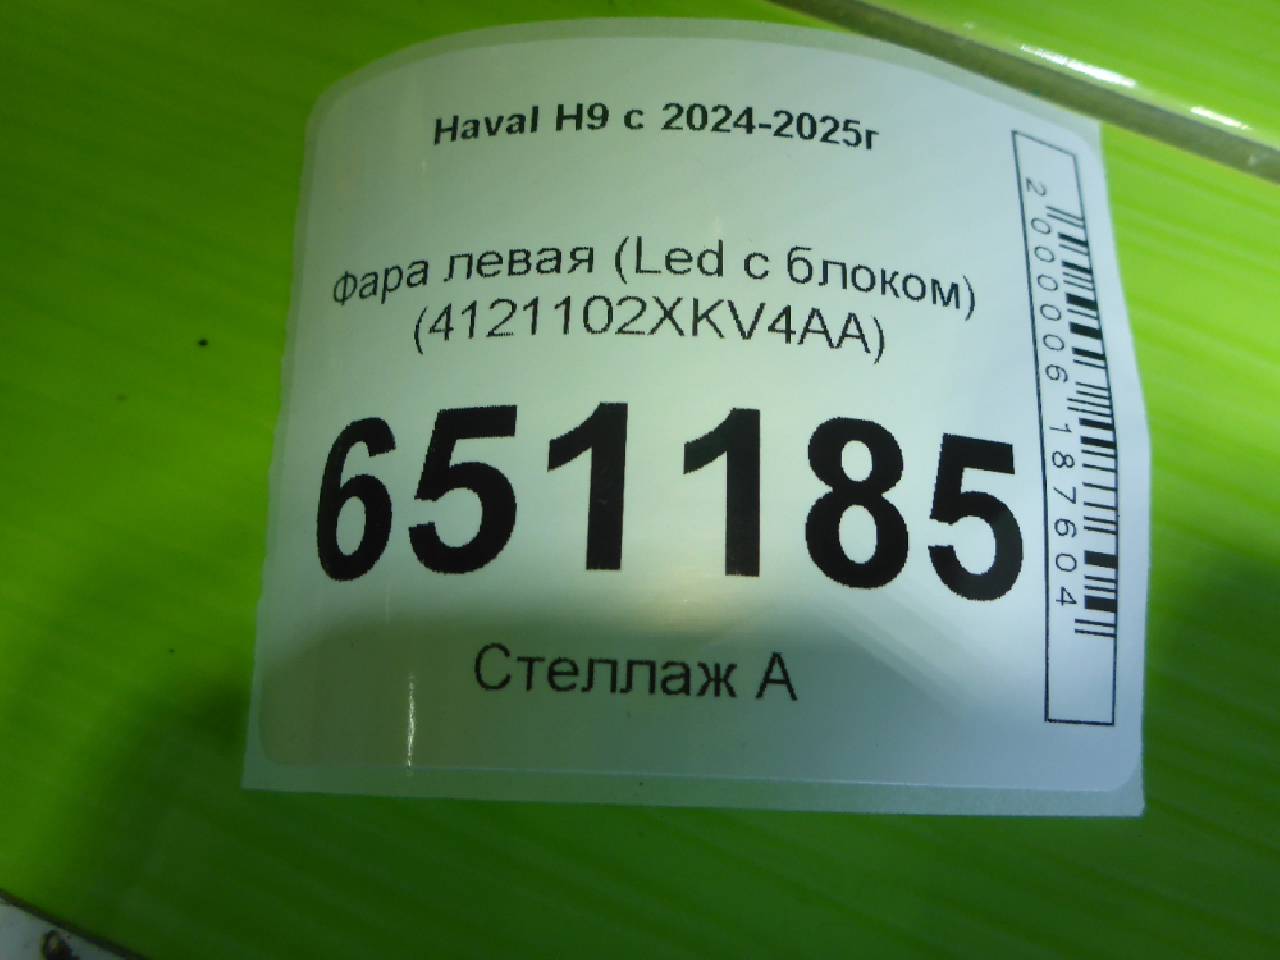 Haval H9 с 2024-2025г
Фара левая (Led с блоком)
(4121102XKV4AA)
651185
Стеллаж А
2000006187604